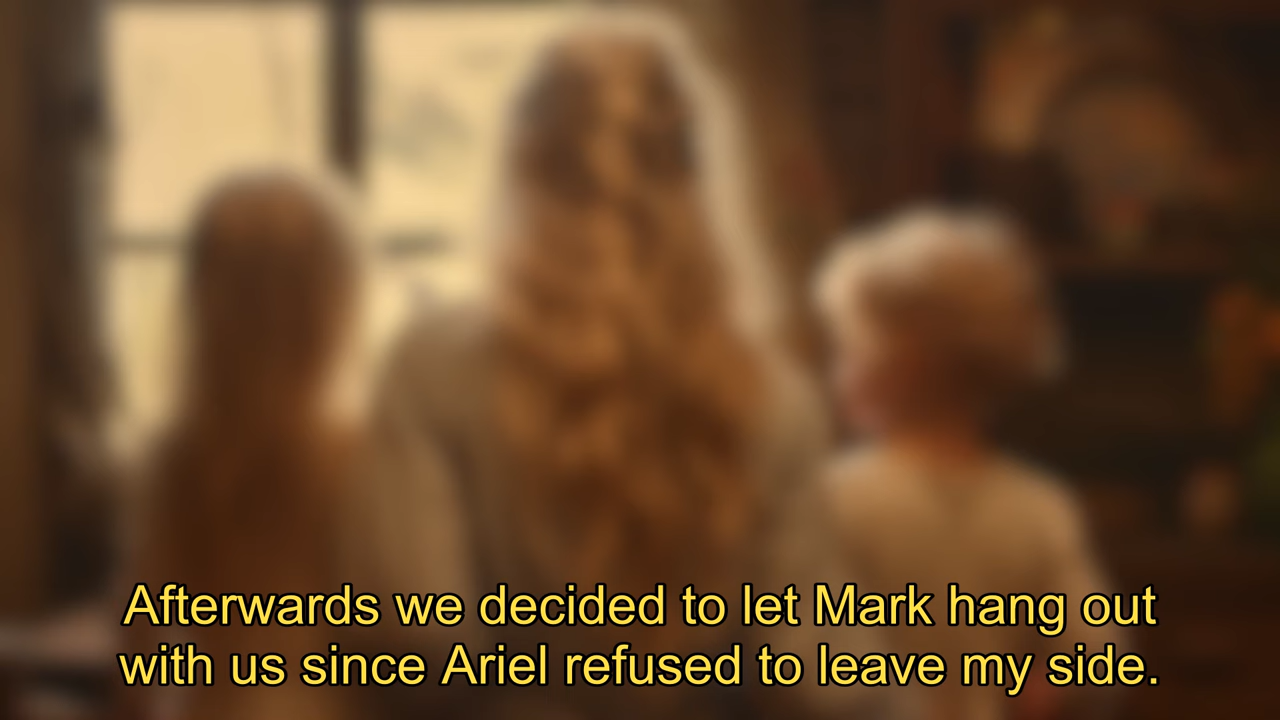 Afterwards we decided to let Mark hang out
with us since Ariel refused to leave my side.